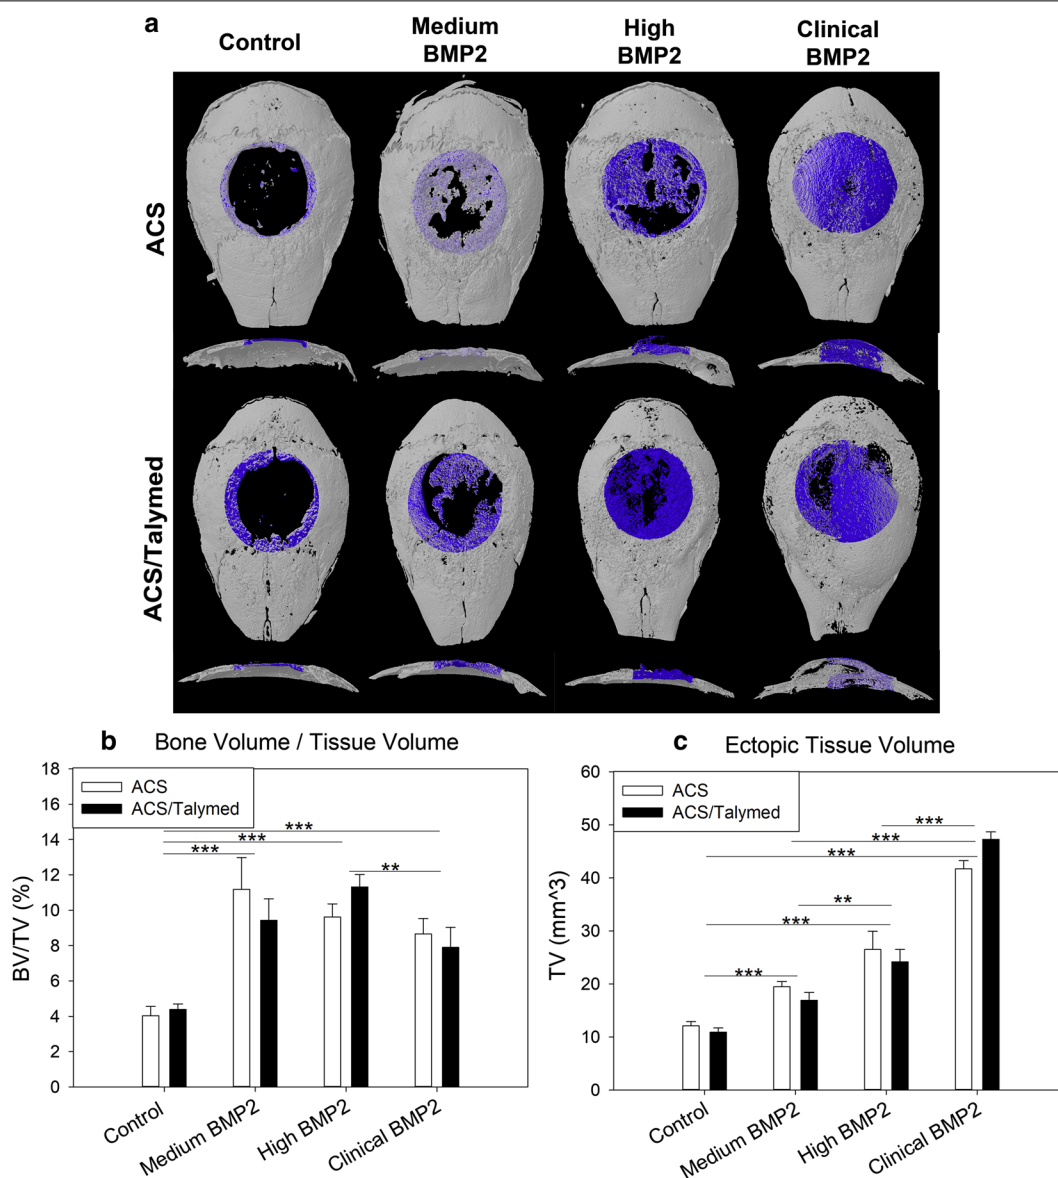 a
Control
Medium
BMP2
High
BMP2
Clinical
BMP2
ACS
ACS/Talymed
b Bone Volume / Tissue Volume
18
16
14
12
10
8
6
4
2
0
BV/TV (%)
ACS
ACS/Talymed
***
***
***
**
Control
Medium BMP2
High BMP2
Clinical BMP2
c Ectopic Tissue Volume
60
50
40
30
20
10
0
TV (mm^3)
ACS
ACS/Talymed
***
***
***
**
***
***
Control
Medium BMP2
High BMP2
Clinical BMP2